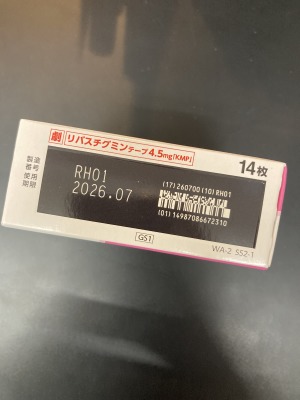 劇 リバスチグミンテープ4.5mg「KMP」
14枚
製造
番号
使用
期限
RH01
2026.07
(17)260700(10)RH01
(01)14987086672310
GS1
WA-2 SS2-1